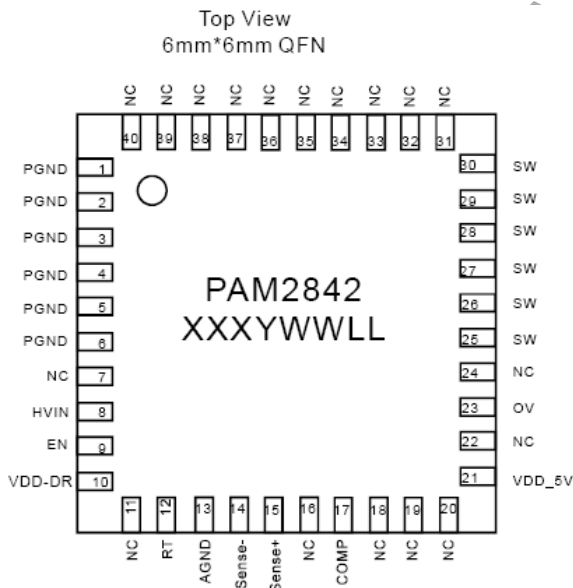 Top View
6mm*6mm QFN
NC NC NC NC NC NC NC NC NC NC
40 39 38 37 36 35 34 33 32 31
PGND 1
PGND 2
PGND 3
PGND 4
PGND 5
PGND 6
NC 7
HVIN 8
EN 9
VDD-DR 10
PAM2842
XXXYWWLL
30 SW
29 SW
28 SW
27 SW
26 SW
25 SW
24 NC
23 OV
22 NC
21 VDD_5V
11 12 13 14 15 16 17 18 19 20
NC RT AGND Sense- Sense+ NC COMP NC NC NC